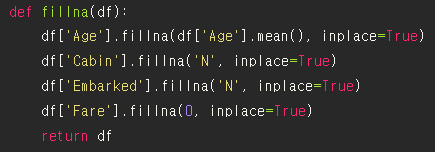 def fillna(df):
    df['Age'].fillna(df['Age'].mean(), inplace=True)
    df['Cabin'].fillna('N', inplace=True)
    df['Embarked'].fillna('N', inplace=True)
    df['Fare'].fillna(0, inplace=True)
    return df